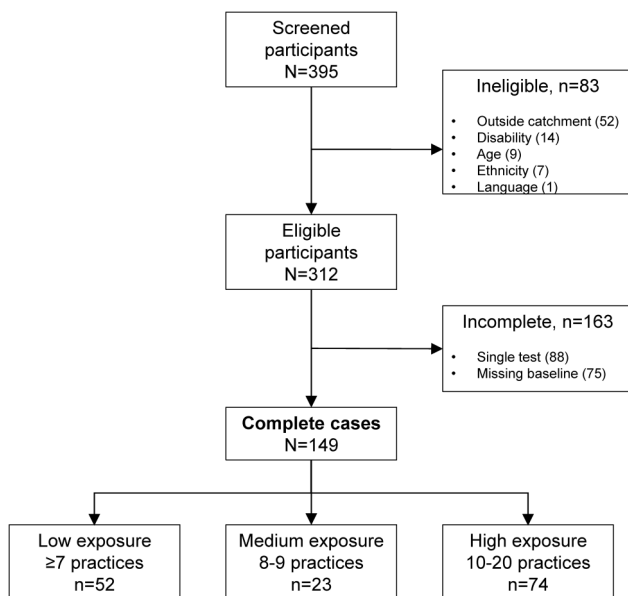 Screened
participants
N=395
Ineligible, n=83
• Outside catchment (52)
• Disability (14)
• Age (9)
• Ethnicity (7)
• Language (1)
Eligible
participants
N=312
Incomplete, n=163
• Single test (88)
• Missing baseline (75)
Complete cases
N=149
Low exposure
≥7 practices
n=52
Medium exposure
8-9 practices
n=23
High exposure
10-20 practices
n=74